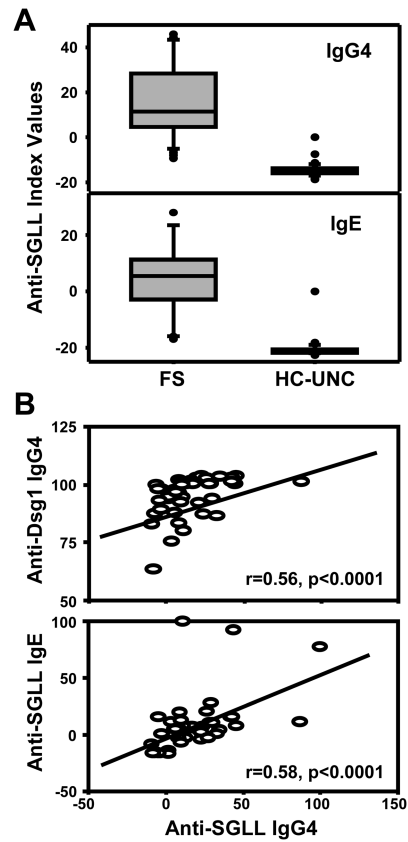 A
IgG4
40
20
0
-20
Anti-SGLL Index Values
IgE
20
0
-20
FS HC-UNC
B
125
100
75
50
Anti-Dsg1 IgG4
r=0.56, p<0.0001
100
50
0
-50
Anti-SGLL IgE
r=0.58, p<0.0001
-50 0 50 100 150
Anti-SGLL IgG4